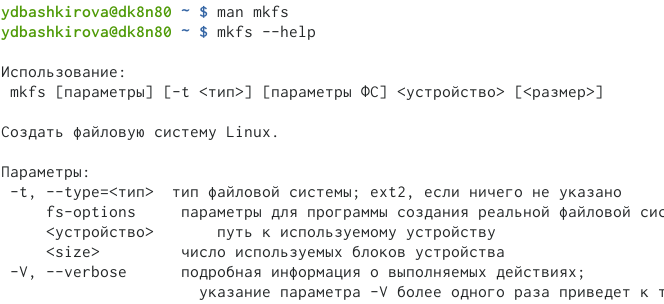 ydbashkirova@dk8n80 ~ $ man mkfs
ydbashkirova@dk8n80 ~ $ mkfs --help
Использование:
mkfs [параметры] [-t <тип>] [параметры ФС] <устройство> [<размер>]
Создать файловую систему Linux.
Параметры:
-t, --type=<тип> тип файловой системы; ext2, если ничего не указано
fs-options параметры для программы создания реальной файловой сис
<устройство> путь к используемому устройству
<size> число используемых блоков устройства
-V, --verbose подробная информация о выполняемых действиях;
указание параметра -V более одного раза приведет к т